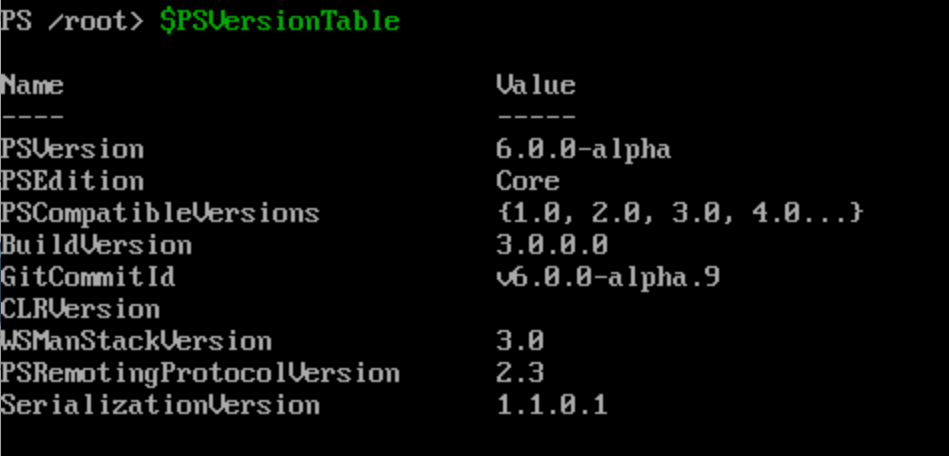 PS /root> $PSVersionTable
Name Value
---- -----
PSVersion 6.0.0-alpha
PSEdition Core
PSCompatibleVersions {1.0, 2.0, 3.0, 4.0...}
BuildVersion 3.0.0.0
GitCommitId v6.0.0-alpha.9
CLRVersion
WSManStackVersion 3.0
PSRemotingProtocolVersion 2.3
SerializationVersion 1.1.0.1